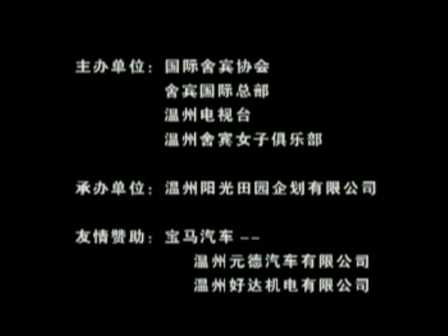 主办单位：国际舍宾协会
舍宾国际总部
温州电视台
温州舍宾女子俱乐部
承办单位：温州阳光田园企划有限公司
友情赞助：宝马汽车--
温州元德汽车有限公司
温州好达机电有限公司